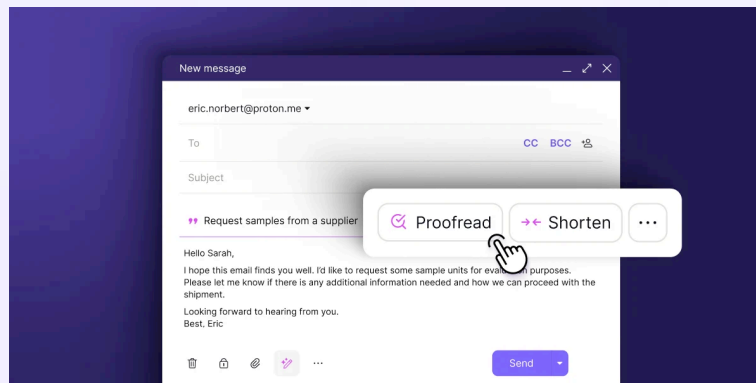 New message
eric.norbert@proton.me
To
CC BCC
Subject
Request samples from a supplier
Proofread
Shorten
Hello Sarah,
I hope this email finds you well. I'd like to request some sample units for evaluation purposes.
Please let me know if there is any additional information needed and how we can proceed with the
shipment.
Looking forward to hearing from you.
Best, Eric
Send